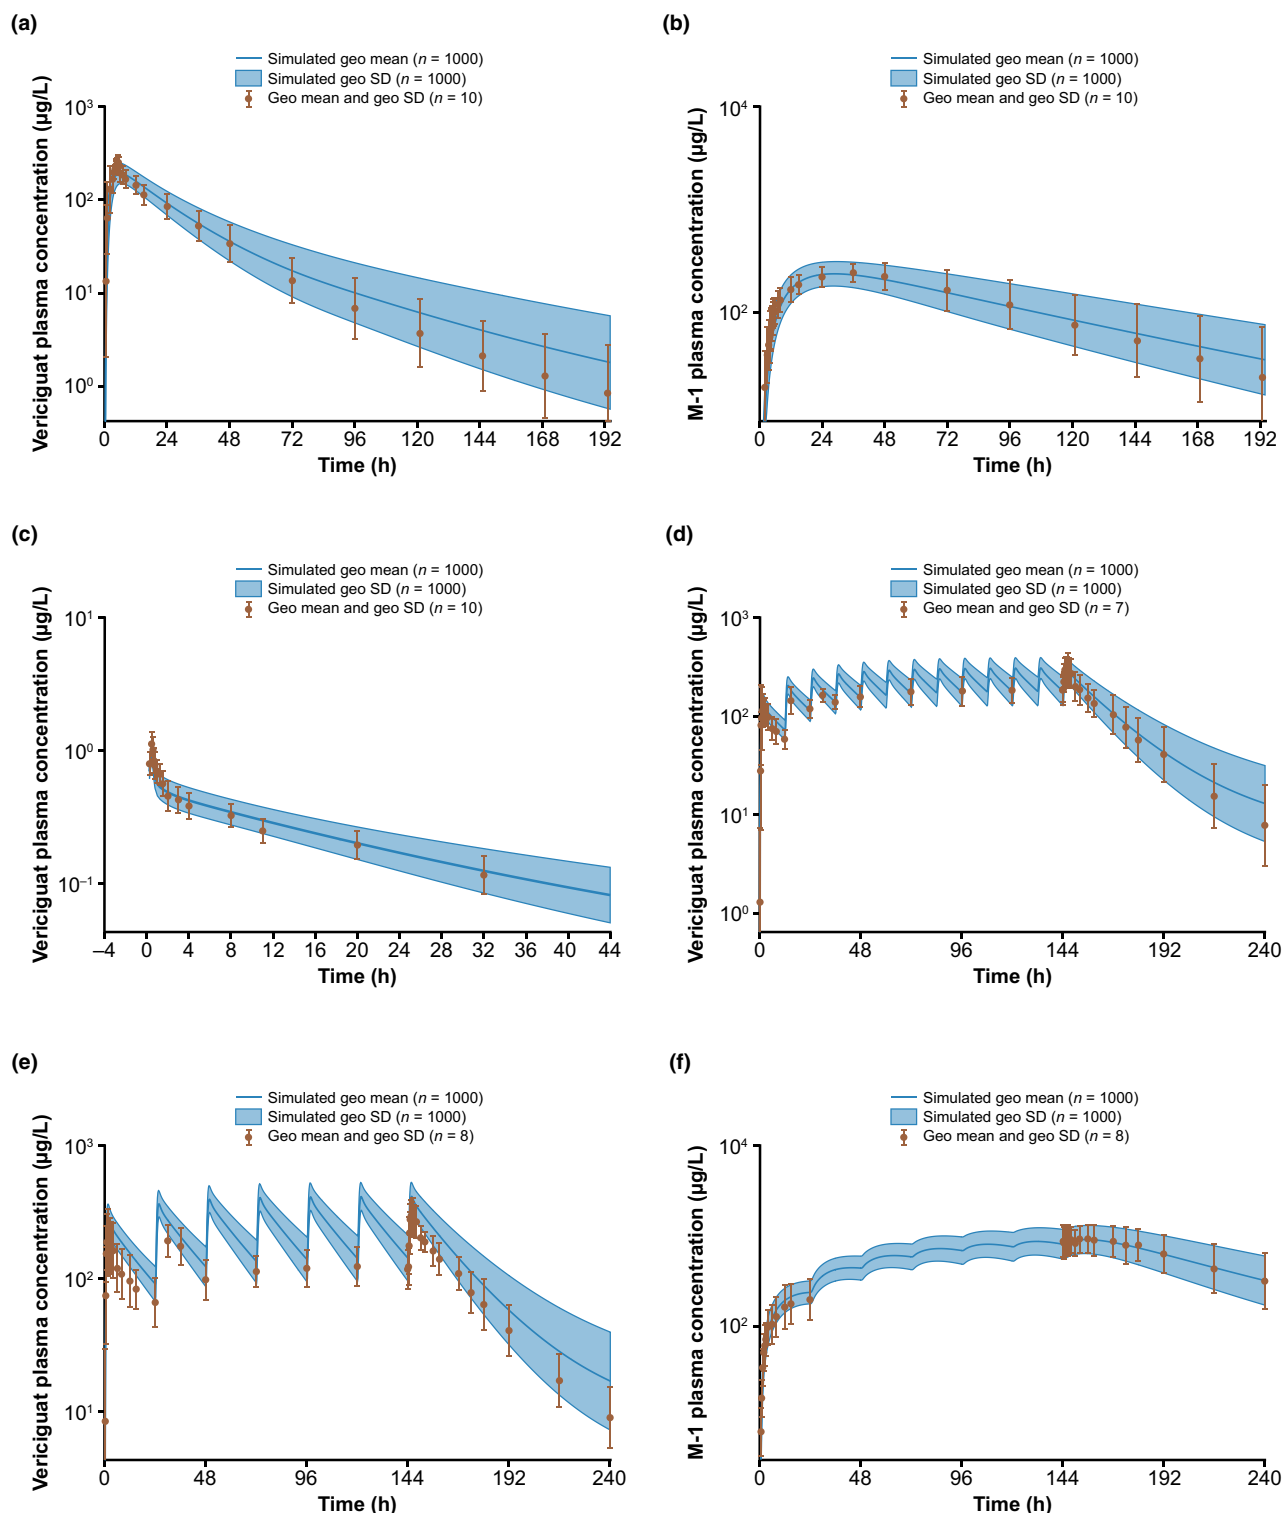 (a)
Simulated geo mean (n = 1000)
Simulated geo SD (n = 1000)
Geo mean and geo SD (n = 10)
Vericiguat plasma concentration (µg/L)
10³
10²
10¹
10⁰
0 24 48 72 96 120 144 168 192
Time (h)
(b)
Simulated geo mean (n = 1000)
Simulated geo SD (n = 1000)
Geo mean and geo SD (n = 10)
M-1 plasma concentration (µg/L)
10⁴
10²
0 24 48 72 96 120 144 168 192
Time (h)
(c)
Simulated geo mean (n = 1000)
Simulated geo SD (n = 1000)
Geo mean and geo SD (n = 10)
Vericiguat plasma concentration (µg/L)
10¹
10⁰
10⁻¹
–4 0 4 8 12 16 20 24 28 32 36 40 44
Time (h)
(d)
Simulated geo mean (n = 1000)
Simulated geo SD (n = 1000)
Geo mean and geo SD (n = 7)
Vericiguat plasma concentration (µg/L)
10³
10²
10¹
10⁰
0 48 96 144 192 240
Time (h)
(e)
Simulated geo mean (n = 1000)
Simulated geo SD (n = 1000)
Geo mean and geo SD (n = 8)
Vericiguat plasma concentration (µg/L)
10³
10²
10¹
0 48 96 144 192 240
Time (h)
(f)
Simulated geo mean (n = 1000)
Simulated geo SD (n = 1000)
Geo mean and geo SD (n = 8)
M-1 plasma concentration (µg/L)
10⁴
10²
0 48 96 144 192 240
Time (h)